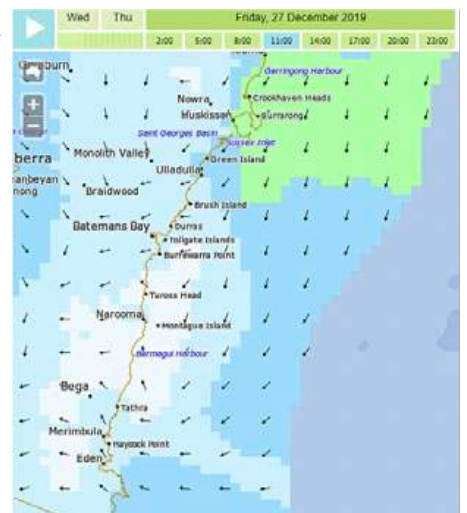 Wed Thu Friday, 27 December 2019
2:00 5:00 8:00 11:00 14:00 17:00 20:00 23:00
Gerringong Harbour
Nowra
Crookhaven Heads
Huskisson
Currarong
Saint Georges Basin
Sussex Inlet
berra
Monolith Valley
Green Island
Ulladulla
anbeyan
nong
Braidwood
Brush Island
Batemans Bay
Durras
Tollgate Islands
Burrewarra Point
Tuross Head
Narooma
Montague Island
Bermagui Harbour
Bega
Tathra
Merimbula
Haycock Point
Eden